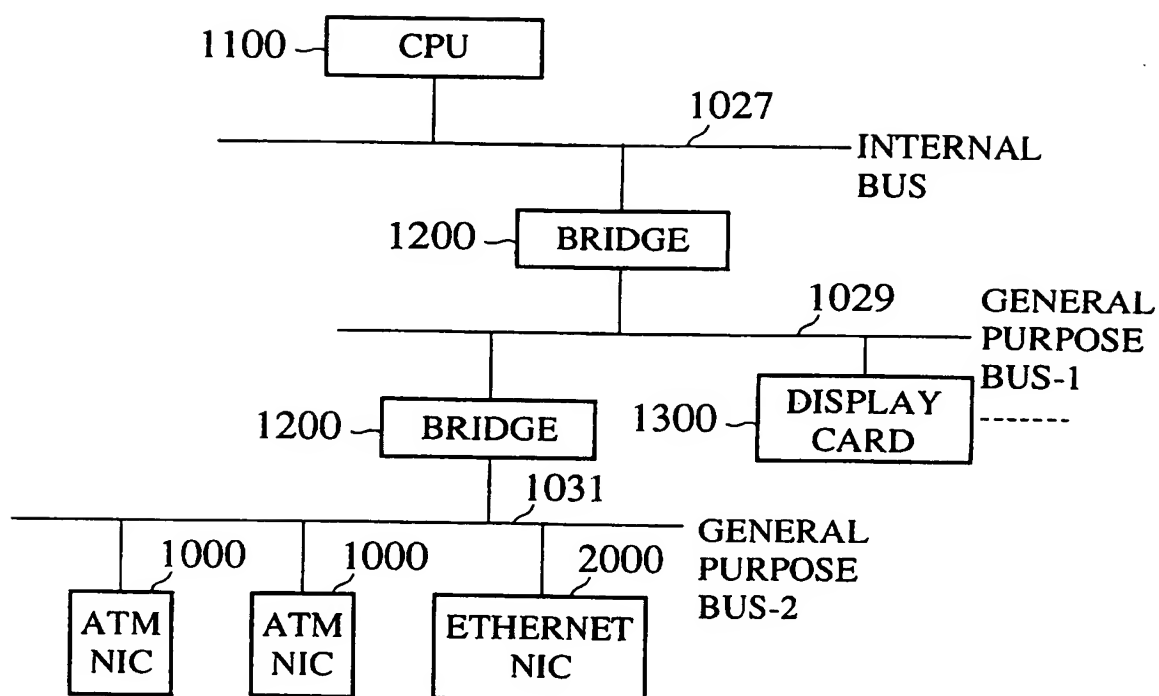 1100
CPU
1027
INTERNAL
BUS
1200
BRIDGE
1029
GENERAL
PURPOSE
BUS-1
1200
BRIDGE
1300
DISPLAY
CARD
1031
GENERAL
PURPOSE
BUS-2
1000
ATM
NIC
1000
ATM
NIC
2000
ETHERNET
NIC